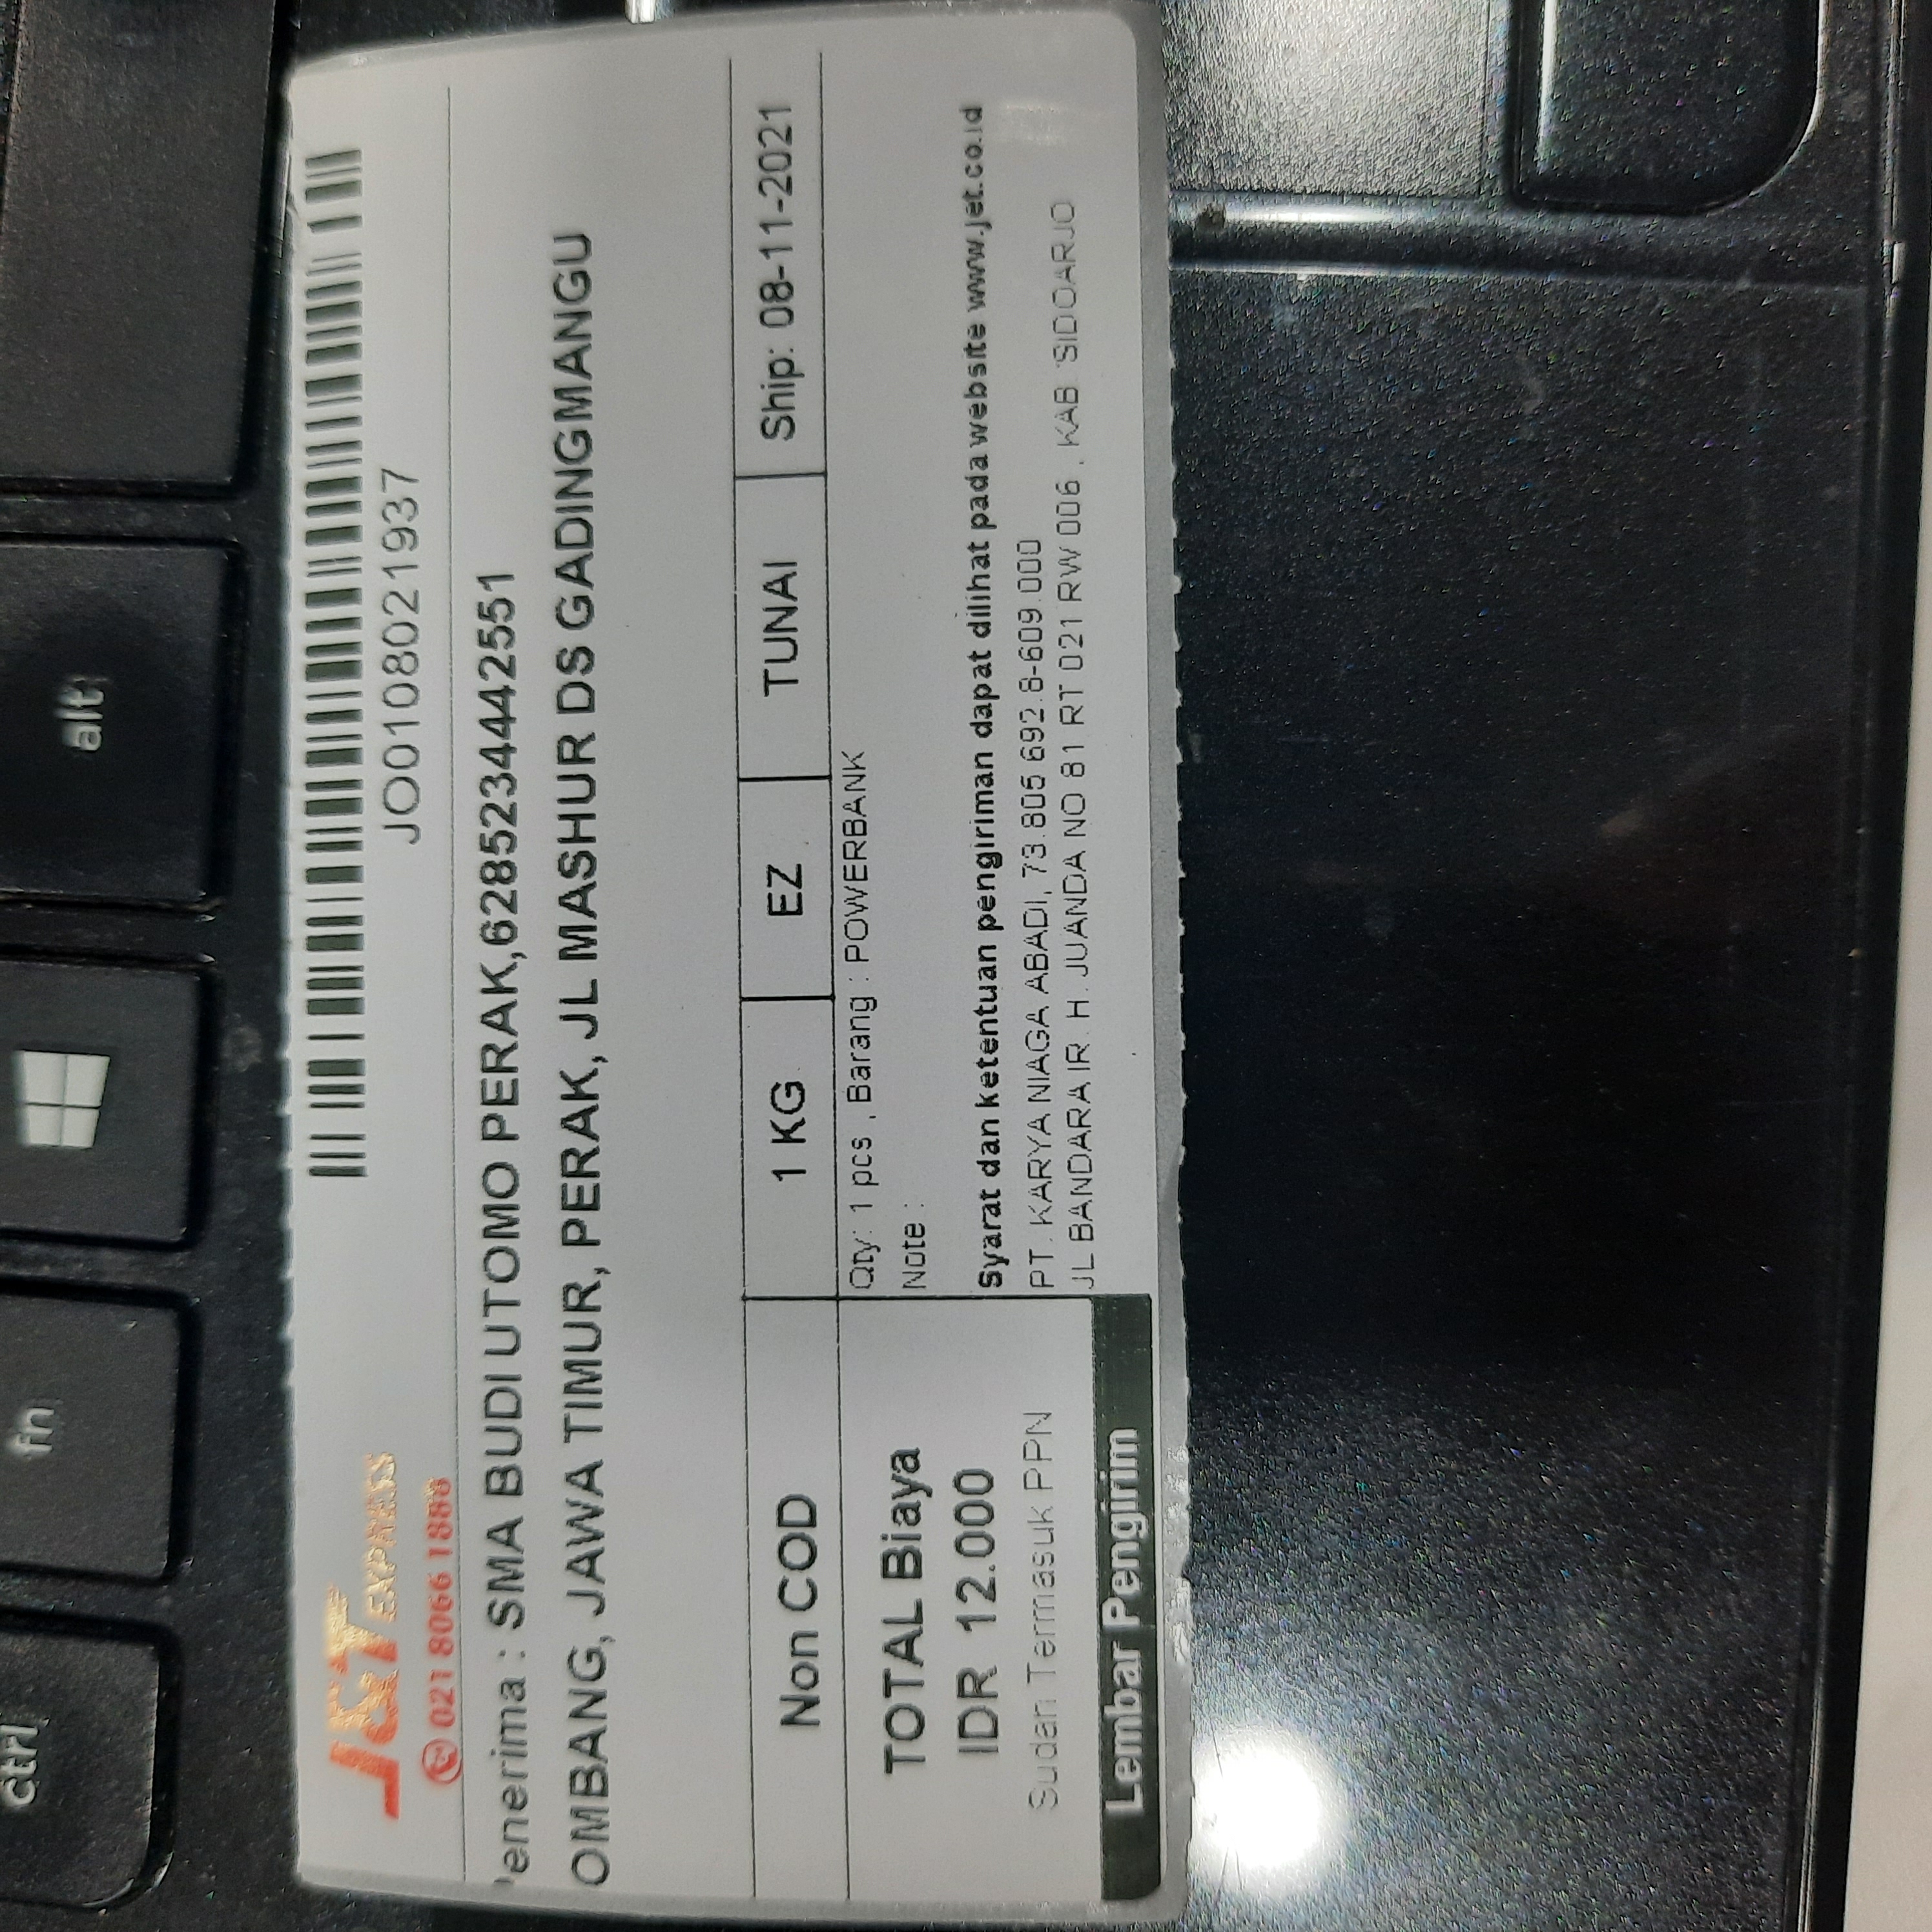 ctrl fn alt
J&T EXPRESS
021 8066 1888
JO0108021937
enerima : SMA BUDI UTOMO PERAK,6285234442551
OMBANG, JAWA TIMUR, PERAK, JL MASHUR DS GADINGMANGU
Non COD 1 KG EZ TUNAI Ship: 08-11-2021
TOTAL Biaya
IDR 12.000
Sudah Termasuk PPN
Lembar Pengirim
Qty: 1 pcs , Barang : POWERBANK
Note :
Syarat dan ketentuan pengiriman dapat dilihat pada website www.jet.co.id
PT. KARYA NIAGA ABADI, 73.805.692.8-609.000
JL BANDARA IR. H. JUANDA NO 81 RT 021 RW 006 , KAB. SIDOARJO